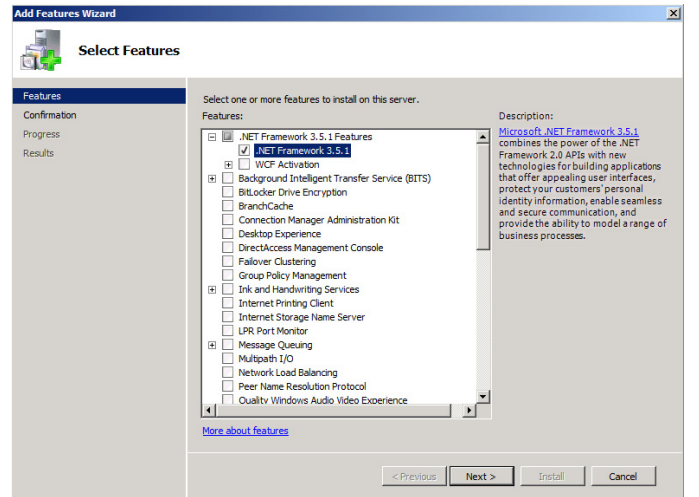 Add Features Wizard
Select Features
Features
Confirmation
Progress
Results
Select one or more features to install on this server.
Features:
.NET Framework 3.5.1 Features
.NET Framework 3.5.1
WCF Activation
Background Intelligent Transfer Service (BITS)
BitLocker Drive Encryption
BranchCache
Connection Manager Administration Kit
Desktop Experience
DirectAccess Management Console
Failover Clustering
Group Policy Management
Ink and Handwriting Services
Internet Printing Client
Internet Storage Name Server
LPR Port Monitor
Message Queuing
Multipath I/O
Network Load Balancing
Peer Name Resolution Protocol
Quality Windows Audio Video Experience
More about features
Description:
Microsoft .NET Framework 3.5.1
combines the power of the .NET
Framework 2.0 APIs with new
technologies for building applications
that offer appealing user interfaces,
protect your customers' personal
identity information, enable seamless
and secure communication, and
provide the ability to model a range of
business processes.
< Previous
Next >
Install
Cancel